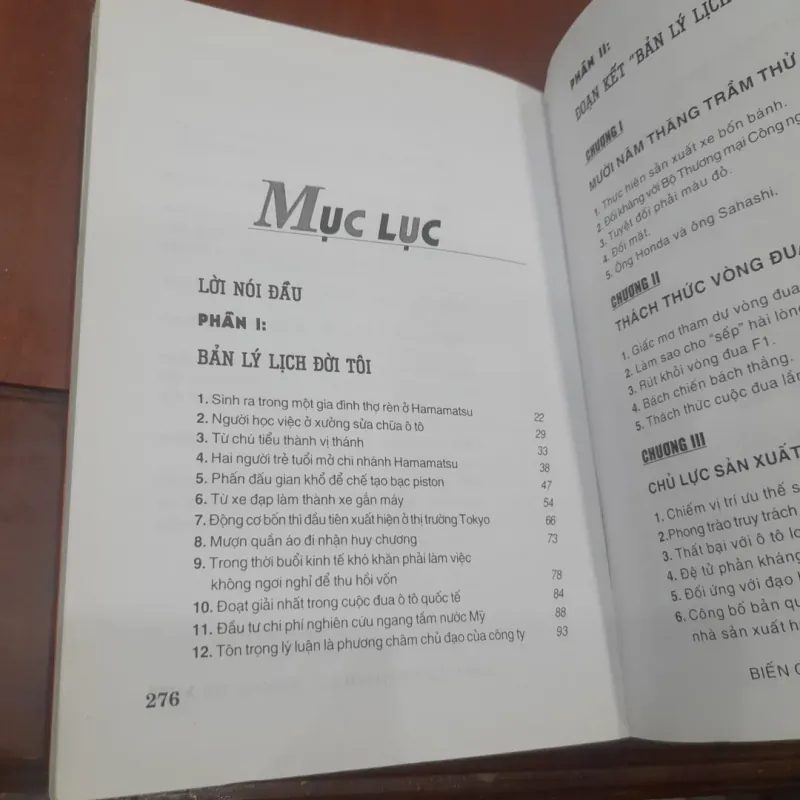 MỤC LỤC
LỜI NÓI ĐẦU
PHẦN I:
BẢN LÝ LỊCH ĐỜI TÔI
1. Sinh ra trong một gia đình thợ rèn ở Hamamatsu 22
2. Người học việc ở xưởng sửa chữa ô tô 29
3. Từ chú tiểu thành vị thánh 33
4. Hai người trẻ tuổi mở chi nhánh Hamamatsu 38
5. Phấn đấu gian khổ để chế tạo bạc piston 47
6. Từ xe đạp làm thành xe gắn máy 54
7. Động cơ bốn thì đầu tiên xuất hiện ở thị trường Tokyo 66
8. Mượn quần áo đi nhận huy chương 73
9. Trong thời buổi kinh tế khó khăn phải làm việc
không ngơi nghỉ để thu hồi vốn 78
10. Đoạt giải nhất trong cuộc đua ô tô quốc tế 84
11. Đầu tư chi phí nghiên cứu ngang tầm nước Mỹ 88
12. Tôn trọng lý luận là phương châm chủ đạo của công ty 93
276
PHẦN II:
ĐOẠN KẾT "BẢN LÝ LỊCH
CHƯƠNG I
MƯỜI NĂM THĂNG TRẦM THỬ
1. Thực hiện sản xuất xe bốn bánh.
2. Đối kháng với Bộ Thương mại Công
3. Tuyệt đối phải màu đỏ.
4. Đối mặt.
5. Ông Honda và ông Sahashi.
CHƯƠNG II
THÁCH THỨC VÒNG ĐUA
1. Giấc mơ tham dự vòng đua
2. Làm sao cho "sếp" hài lòng
3. Rút khỏi vòng đua F1.
4. Bách chiến bách thắng.
5. Thách thức cuộc đua
CHƯƠNG III
CHỦ LỰC SẢN XUẤT
1. Chiếm vị trí ưu thế
2. Phong trào truy trách
3. Thất bại với ô tô
4. Đệ tử phản kháng
5. Đối ứng với đạo
6. Công bố bản
nhà sản xuất
BIẾN